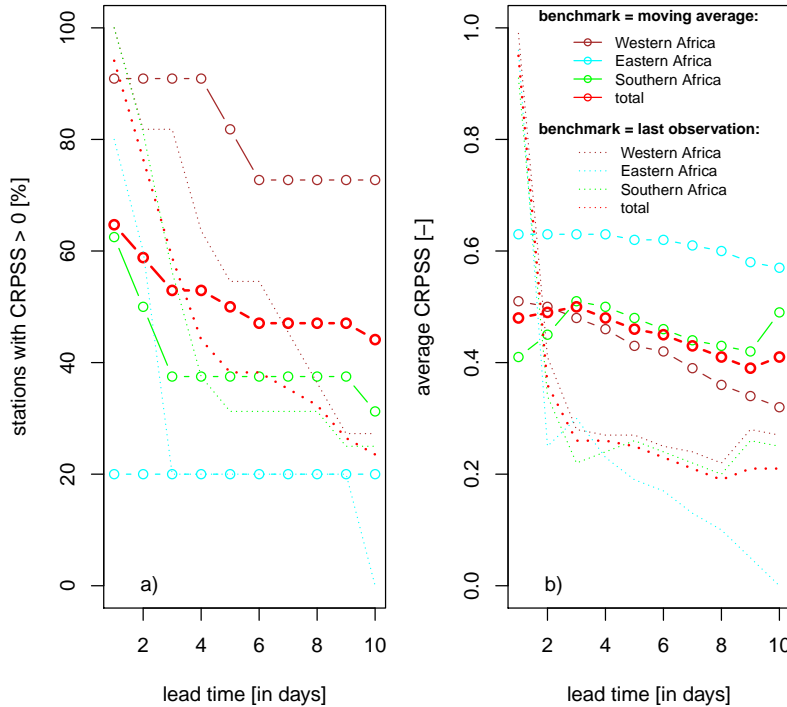 stations with CRPSS > 0 [%]
100
80
60
40
20
0
a)
2 4 6 8 10
lead time [in days]
average CRPSS [–]
1.0
0.8
0.6
0.4
0.2
0.0
benchmark = moving average:
Western Africa
Eastern Africa
Southern Africa
total
benchmark = last observation:
Western Africa
Eastern Africa
Southern Africa
total
b)
2 4 6 8 10
lead time [in days]